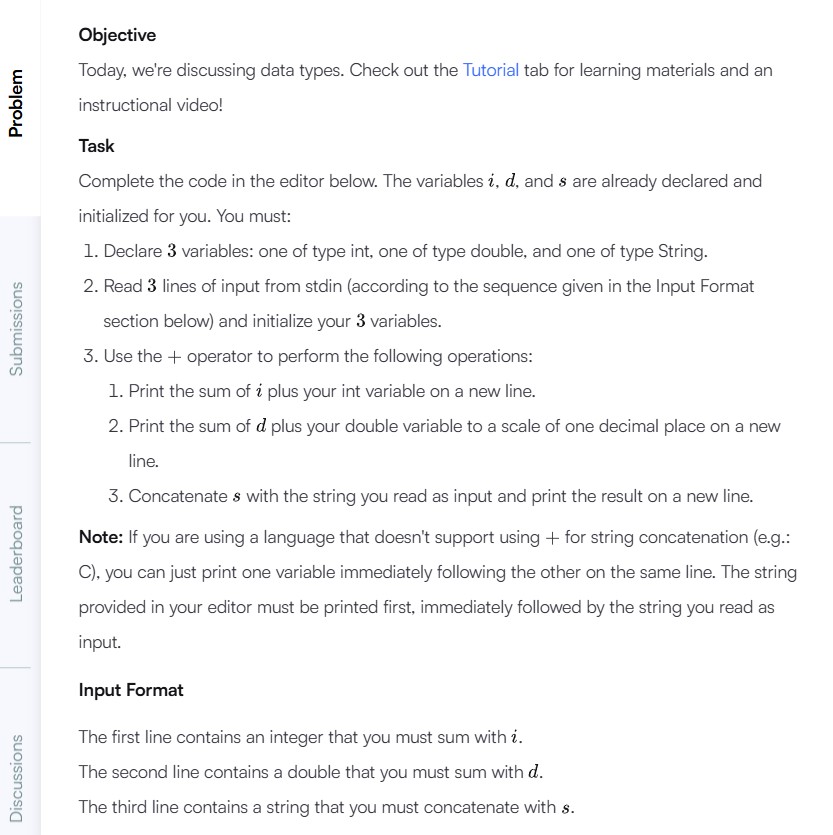 Problem
Submissions
Leaderboard
Discussions
Objective
Today, we're discussing data types. Check out the Tutorial tab for learning materials and an
instructional video!
Task
Complete the code in the editor below. The variables i, d, and s are already declared and
initialized for you. You must:
1. Declare 3 variables: one of type int, one of type double, and one of type String.
2. Read 3 lines of input from stdin (according to the sequence given in the Input Format
section below) and initialize your 3 variables.
3. Use the + operator to perform the following operations:
1. Print the sum of i plus your int variable on a new line.
2. Print the sum of d plus your double variable to a scale of one decimal place on a new
line.
3. Concatenate s with the string you read as input and print the result on a new line.
Note: If you are using a language that doesn't support using + for string concatenation (e.g.:
C), you can just print one variable immediately following the other on the same line. The string
provided in your editor must be printed first, immediately followed by the string you read as
input.
Input Format
The first line contains an integer that you must sum with i.
The second line contains a double that you must sum with d.
The third line contains a string that you must concatenate with s.